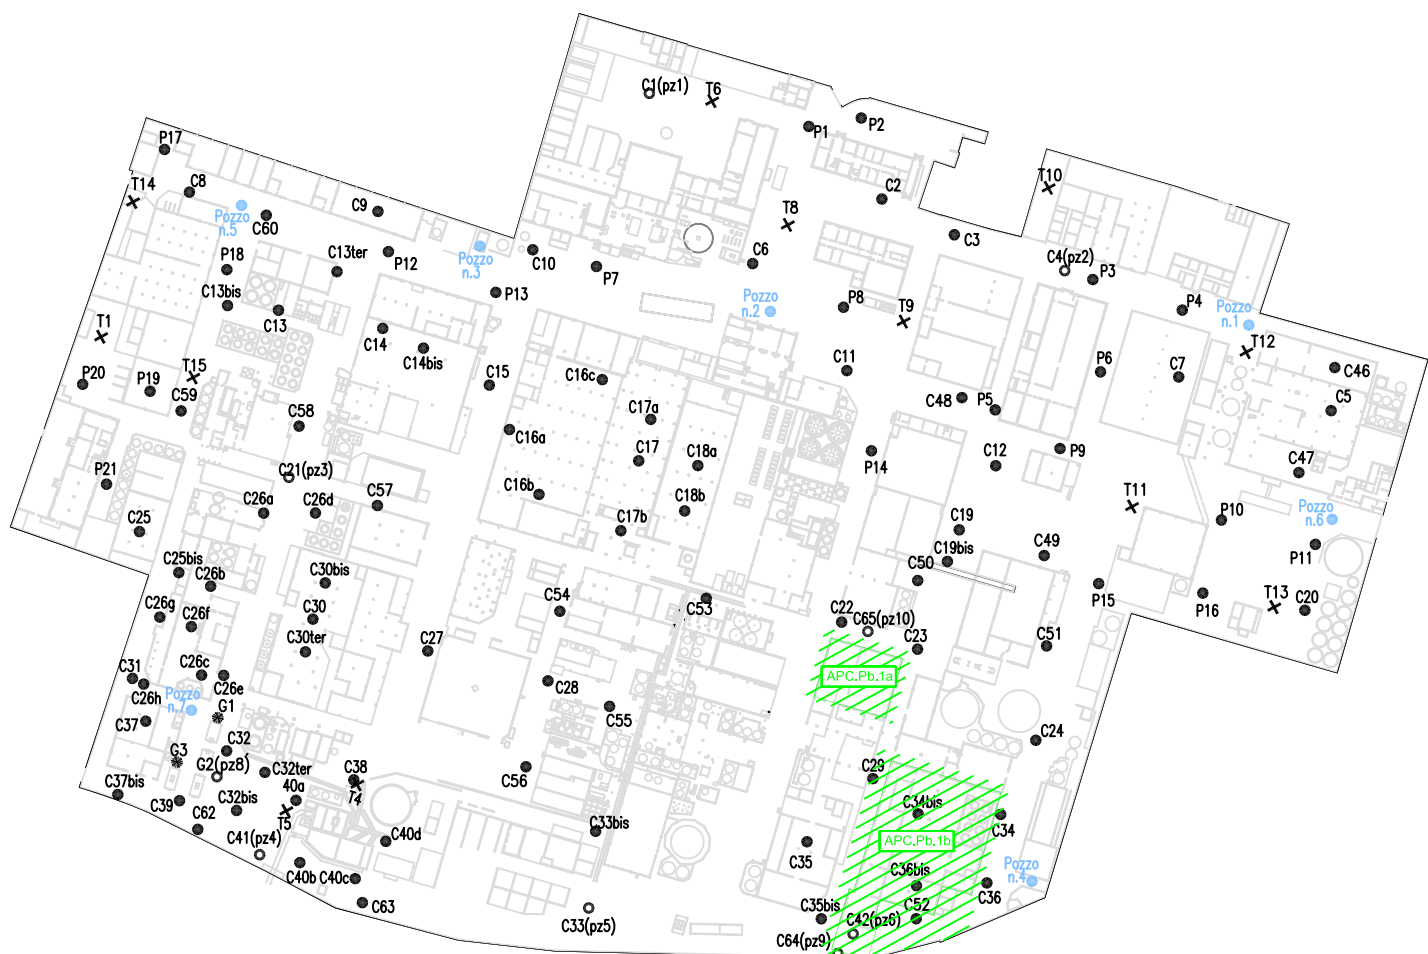 C1(pz1)
T6
P1
P2
P17
T14
C8
Pozzo
n.5
C60
C9
C2
T10
T8
C3
P18
C13ter
P12
Pozzo
n.3
C10
P7
C6
C4(pz2)
P3
C13bis
C13
P13
Pozzo
n.2
P8
T9
P4
Pozzo
n.1
T1
C14
C14bis
T12
P20
P19
T15
C59
C15
C16c
C11
P6
C7
C46
C58
C17a
C48
P5
C5
C16a
C17
C18a
P14
C12
P9
C47
P21
C21(pz3)
C26a
C26d
C57
C16b
C18b
T11
P10
Pozzo
n.6
C25
C17b
C19
C19bis
C49
P11
C25bis
C26b
C30bis
C50
P15
P16
T13
C20
C26g
C26f
C30
C54
C53
C22
C65(pz10)
C30ter
C27
C23
C51
C31
C26c
C26h
C26e
C28
APC.Pb.1a
Pozzo
n.7
G1
C37
C55
C24
G3
C32
G2(pz8)
C32ter
C38
T4
C56
C29
C37bis
C39
40a
C32bis
T5
C62
C34bis
C34
C41(pz4)
C40d
C33bis
C35
APC.Pb.1b
C40b
C40c
C36bis
C36
Pozzo
n.4
C63
C33(pz5)
C35bis
C42(pz6)
C52
C64(pz9)